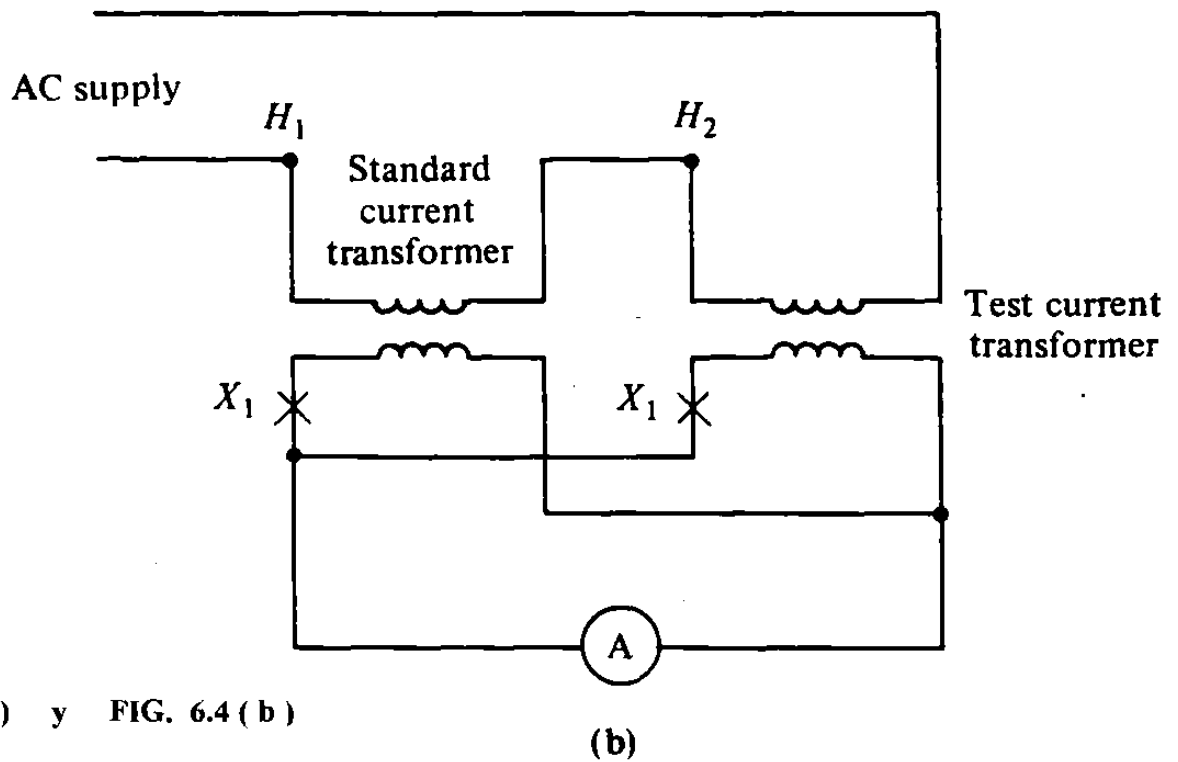 AC supply
H1
H2
Standard
current
transformer
Test current
transformer
X1
X1
A
) y FIG. 6.4 ( b )
(b)